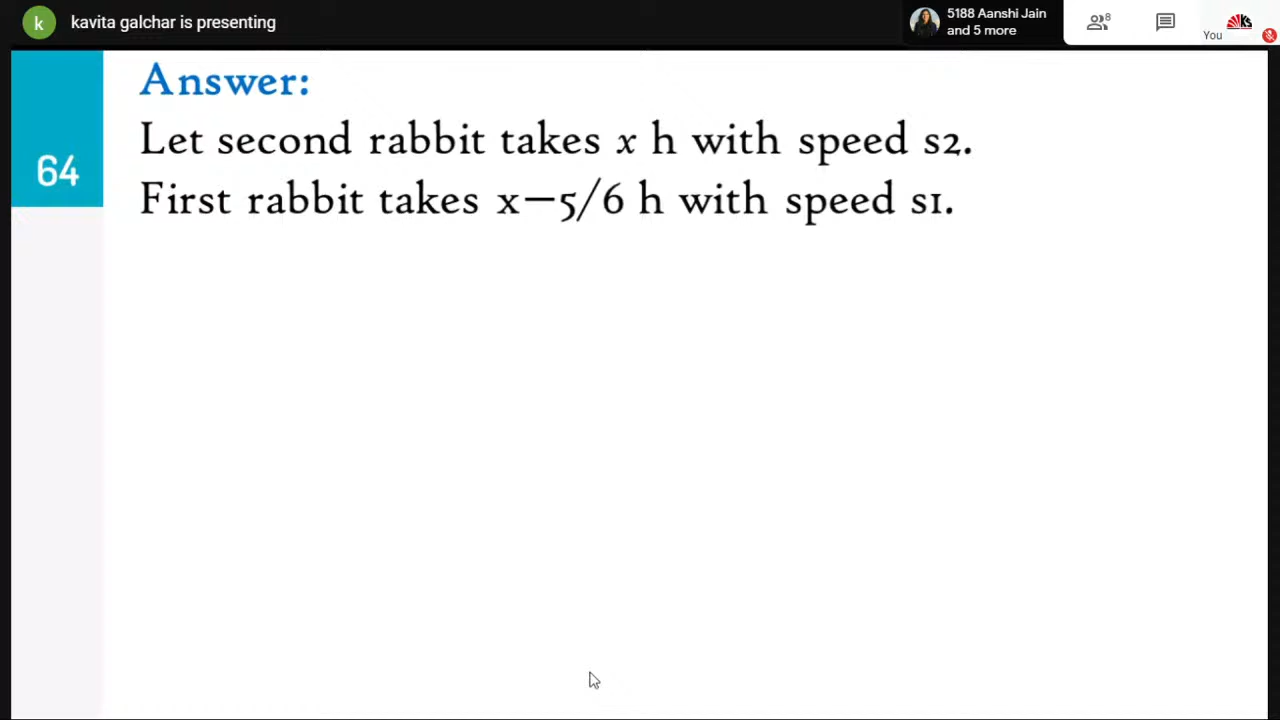 k kavita galchar is presenting
5188 Aanshi Jain
and 5 more
8
ks
You
64
Answer:
Let second rabbit takes x h with speed s2.
First rabbit takes x−5/6 h with speed s1.